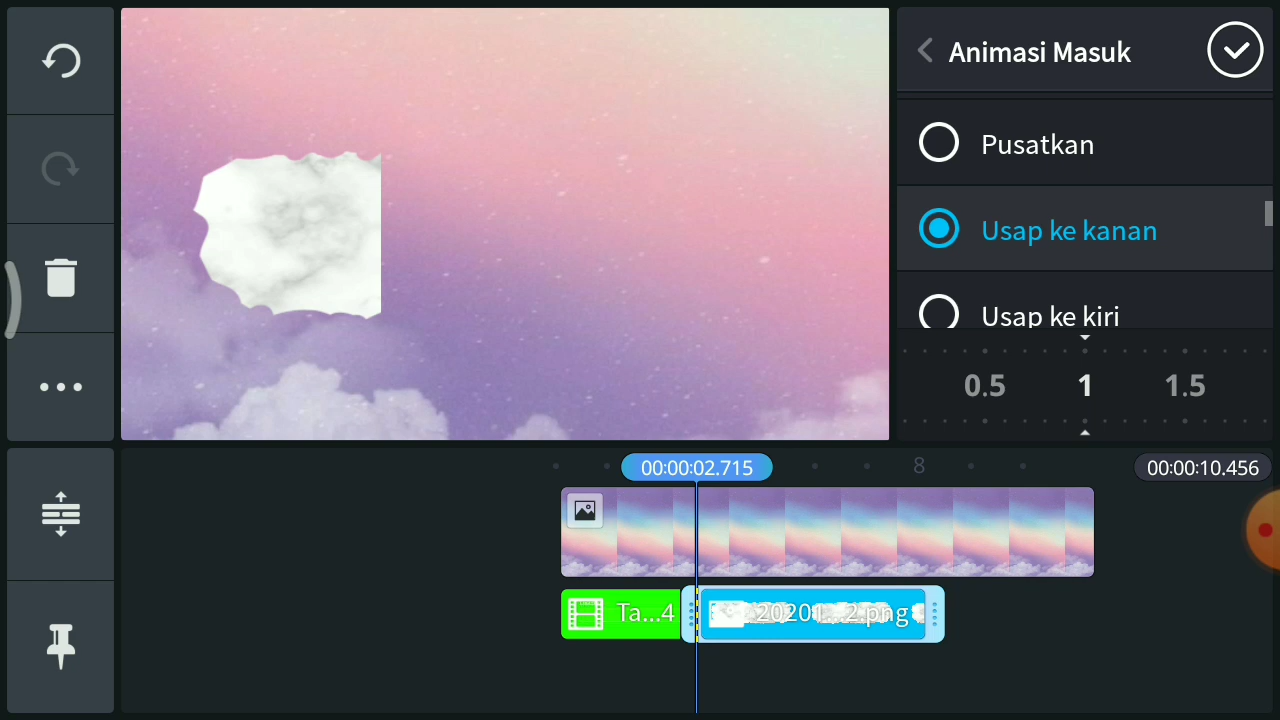 Animasi Masuk
Pusatkan
Usap ke kanan
Usap ke kiri
0.5 1 1.5
00:00:02.715
8
00:00:10.456
Ta...4